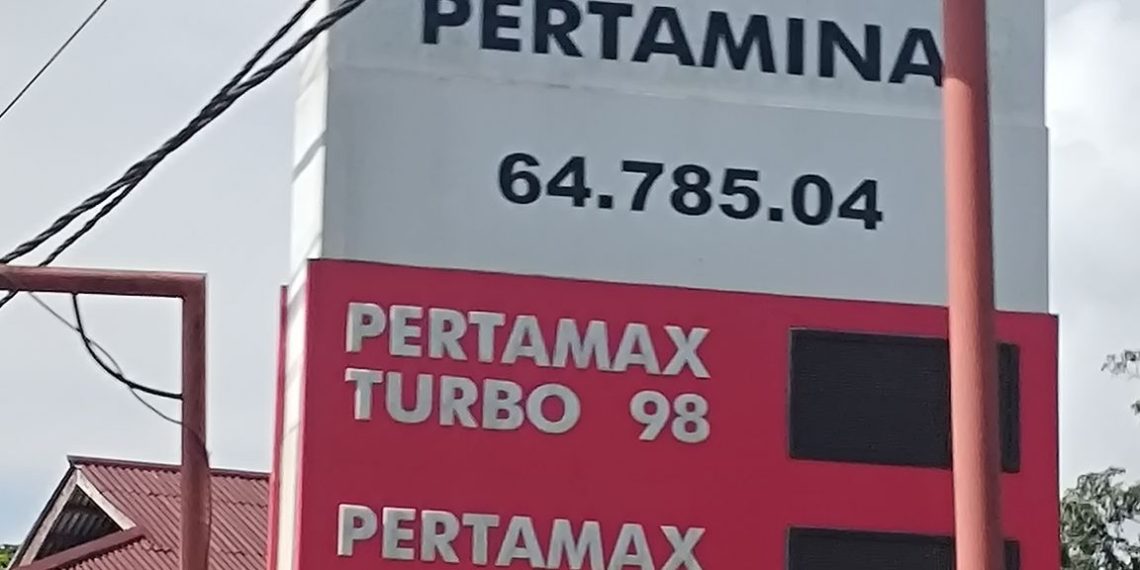 PERTAMINA
64.785.04
PERTAMAX
TURBO 98
PERTAMAX